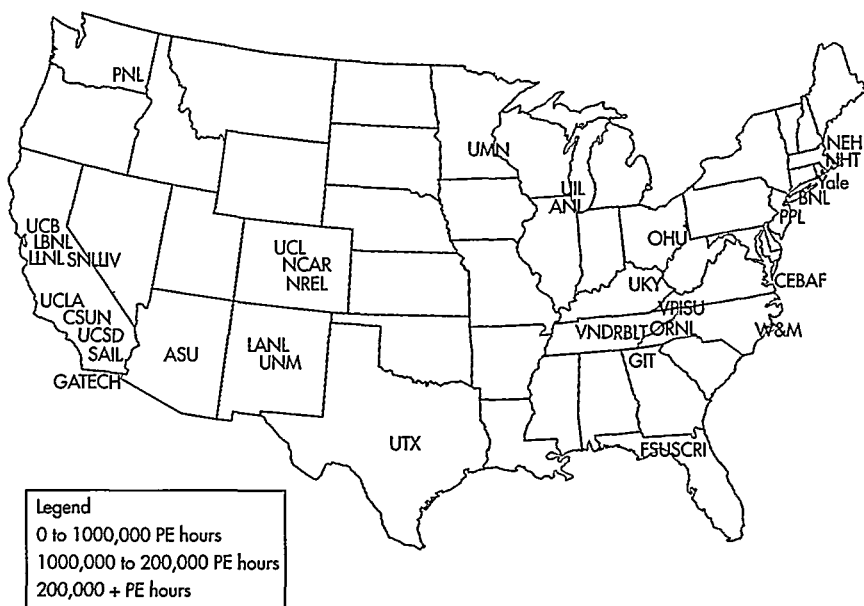 PNL
UMN
NEH
NHT
Yale
BNL
PPL
UIL
ANL
OHU
UCB
LBNL
LLNL SNLLIV
UCL
NCAR
NREL
UKY
CEBAF
UCLA
CSUN
UCSD
SAIL
GATECH
ASU
LANL
UNM
VPISU
VNDRBLT ORNL
W&M
GIT
UTX
FSUSCRI
Legend
0 to 1000,000 PE hours
1000,000 to 200,000 PE hours
200,000 + PE hours